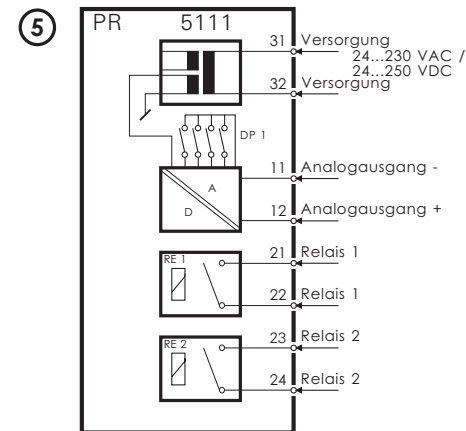 5
PR 5111
31 Versorgung
24...230 VAC /
24...250 VDC
32 Versorgung
DP 1
11 Analogausgang -
A
D
12 Analogausgang +
21 Relais 1
RE 1
22 Relais 1
23 Relais 2
RE 2
24 Relais 2